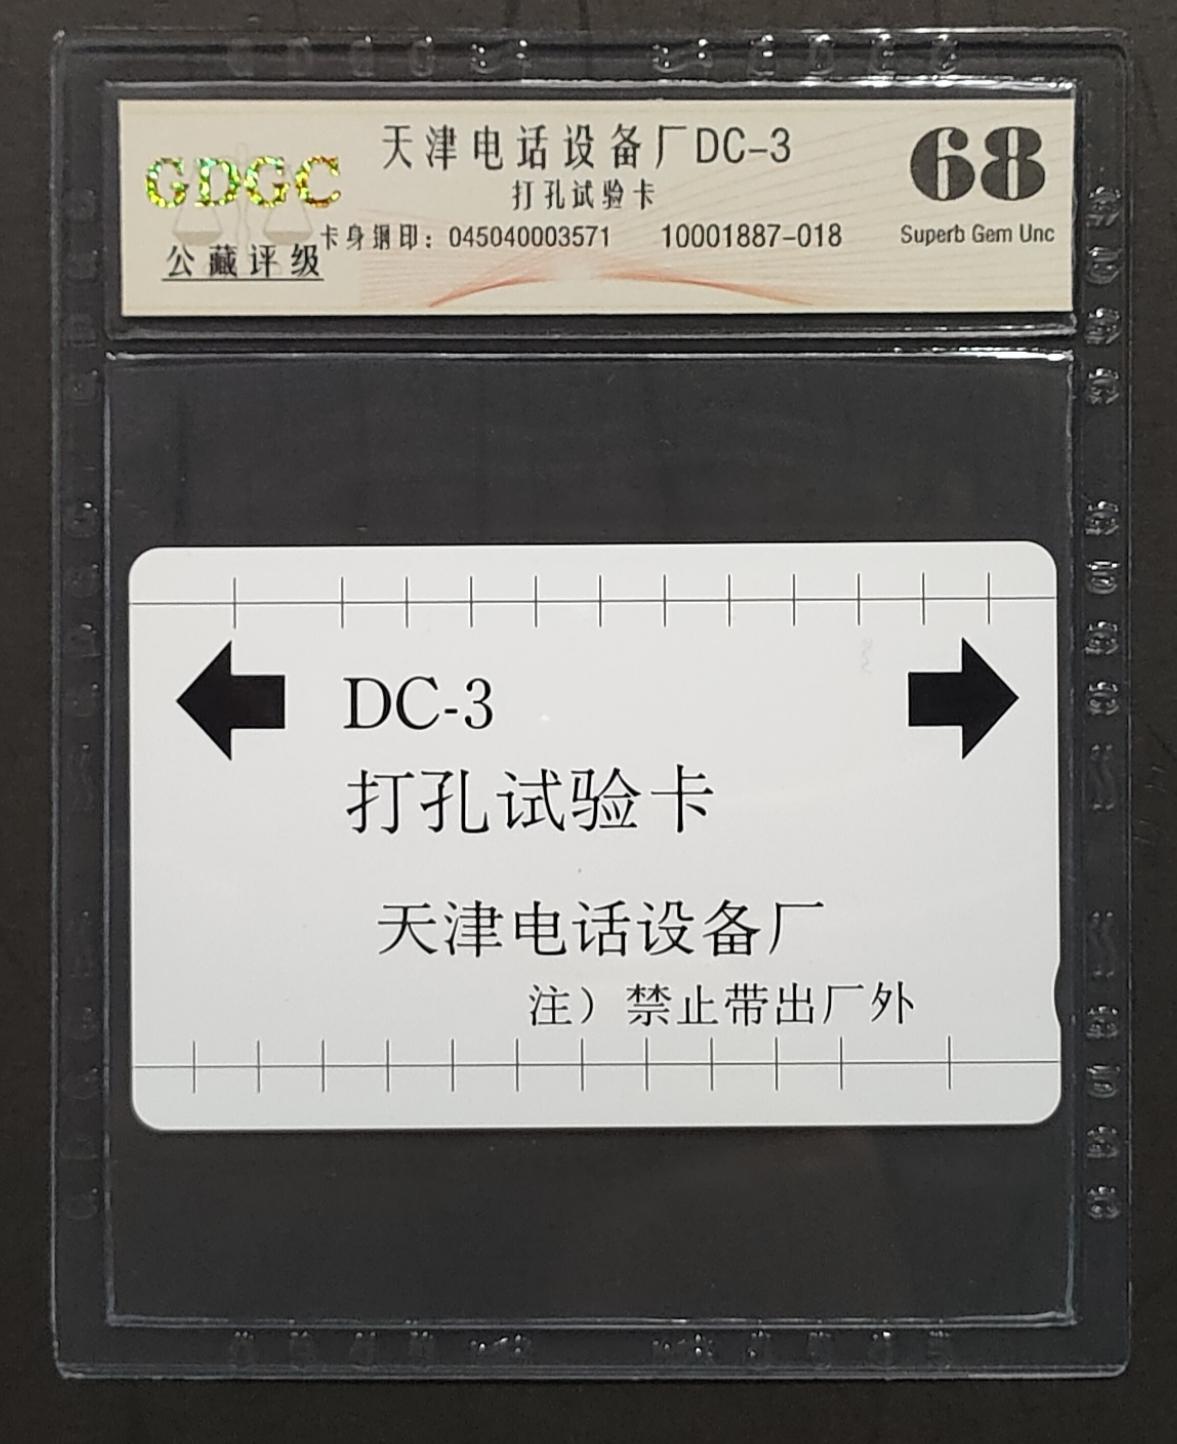 天津电话设备厂DC-3
打孔试验卡
GDGC
公藏评级
卡身钢印：045040003571 10001887-018
68
Superb Gem Unc
DC-3
打孔试验卡
天津电话设备厂
注）禁止带出厂外